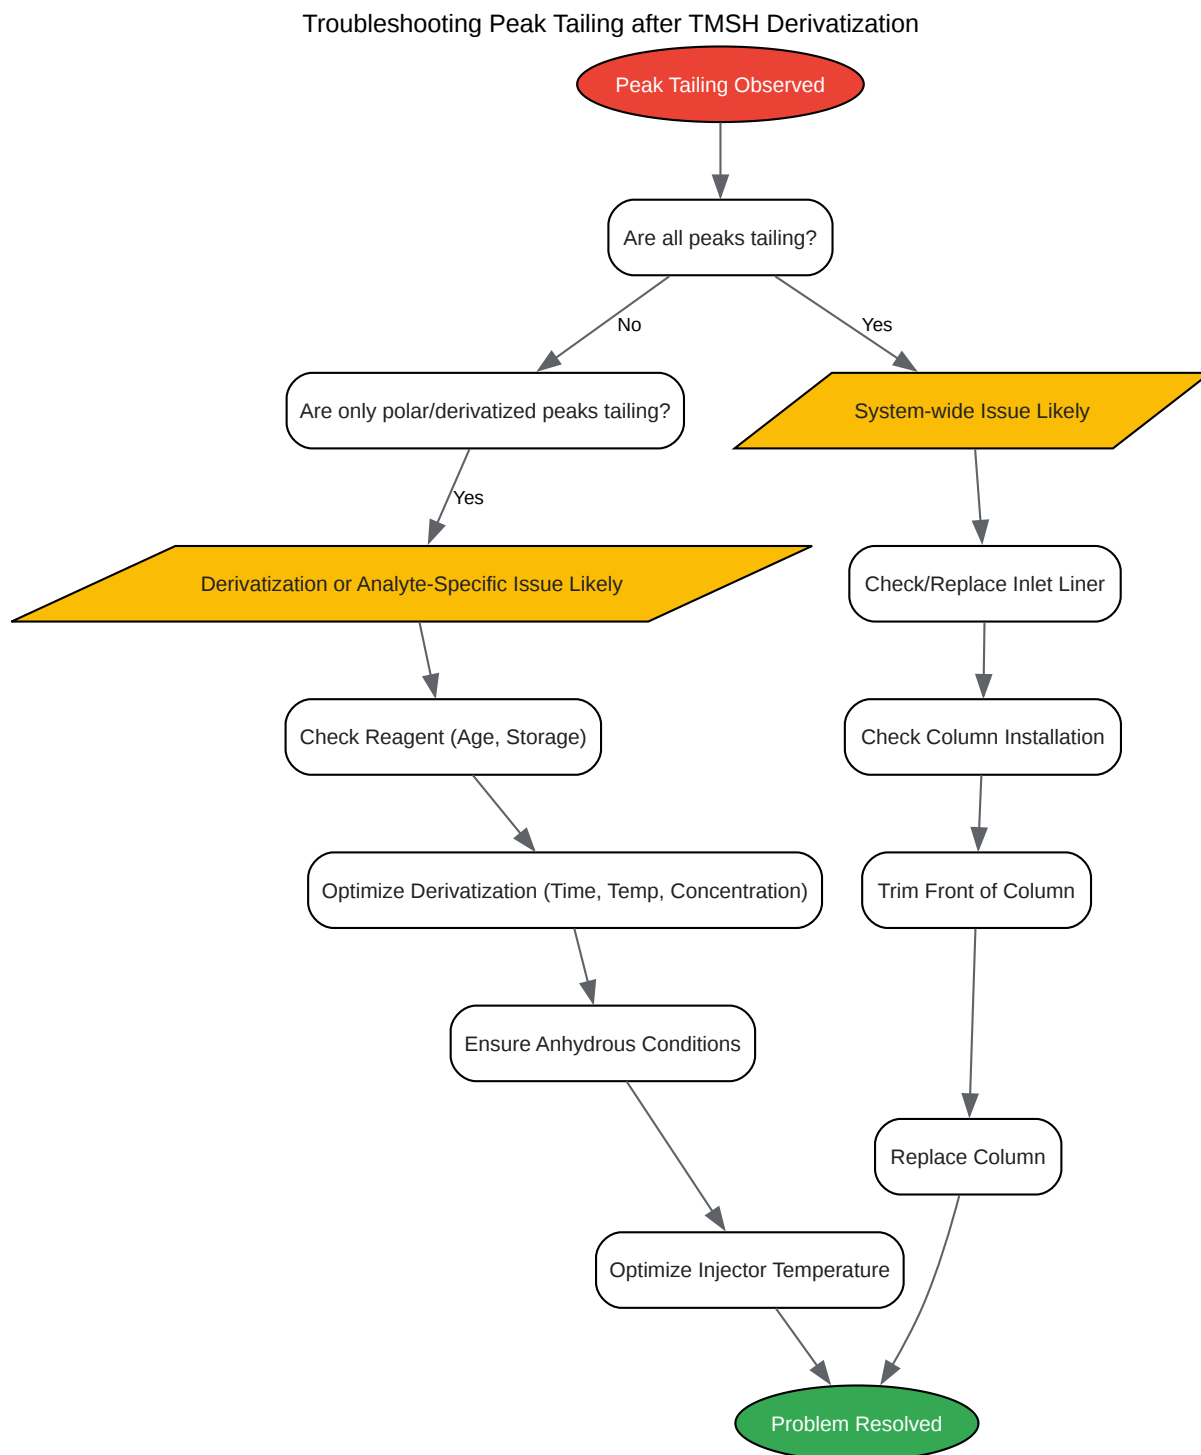 Troubleshooting Peak Tailing after TMSH Derivatization
Peak Tailing Observed
Are all peaks tailing?
No
Yes
Are only polar/derivatized peaks tailing?
System-wide Issue Likely
Yes
Derivatization or Analyte-Specific Issue Likely
Check/Replace Inlet Liner
Check Reagent (Age, Storage)
Check Column Installation
Optimize Derivatization (Time, Temp, Concentration)
Trim Front of Column
Ensure Anhydrous Conditions
Replace Column
Optimize Injector Temperature
Problem Resolved